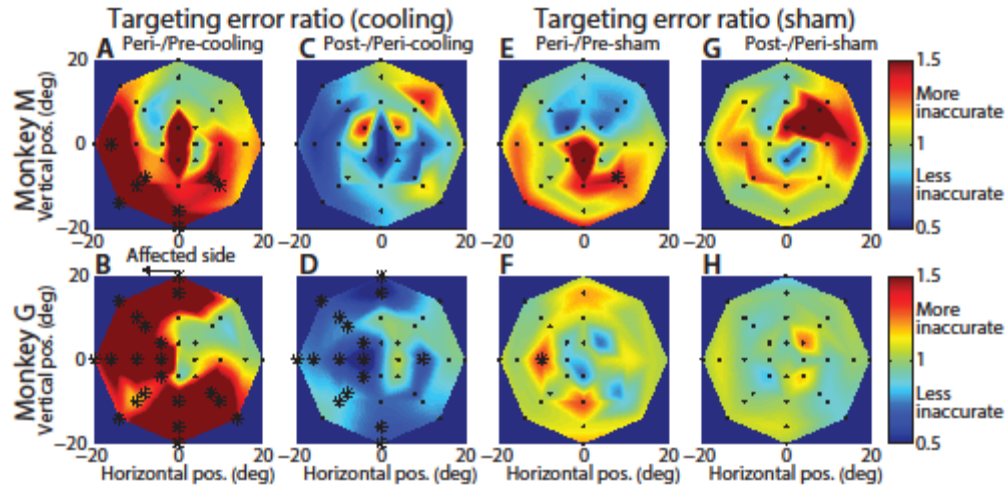 Targeting error ratio (cooling) Targeting error ratio (sham)
A Peri-/Pre-cooling C Post-/Peri-cooling E Peri-/Pre-sham G Post-/Peri-sham
Monkey M
Vertical pos. (deg)
20
0
−20
−20 0 20 −20 0 20 −20 0 20 −20 0 20
1.5
More
inaccurate
1
Less
inaccurate
0.5
B Affected side D F H
Monkey G
Vertical pos. (deg)
20
0
−20
−20 0 20 −20 0 20 −20 0 20 −20 0 20
Horizontal pos. (deg) Horizontal pos. (deg) Horizontal pos. (deg) Horizontal pos. (deg)
1.5
More
inaccurate
1
Less
inaccurate
0.5